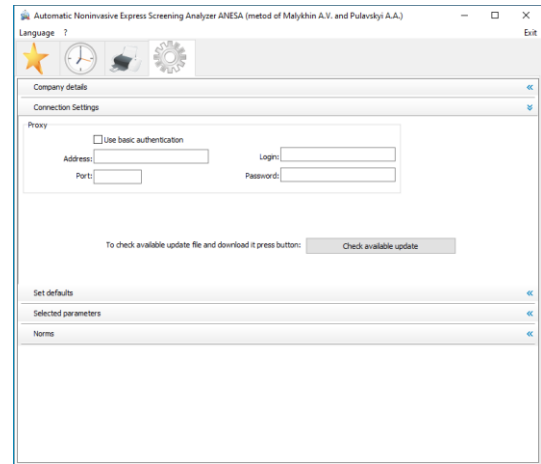 Automatic Noninvasive Express Screening Analyzer ANESA (metod of Malykhin A.V. and Pulavskyi A.A.)
Language ? Exit
Company details
Connection Settings
Proxy
Use basic authentication
Address: Login:
Port: Password:
To check available update file and download it press button: Check available update
Set defaults
Selected parameters
Norms